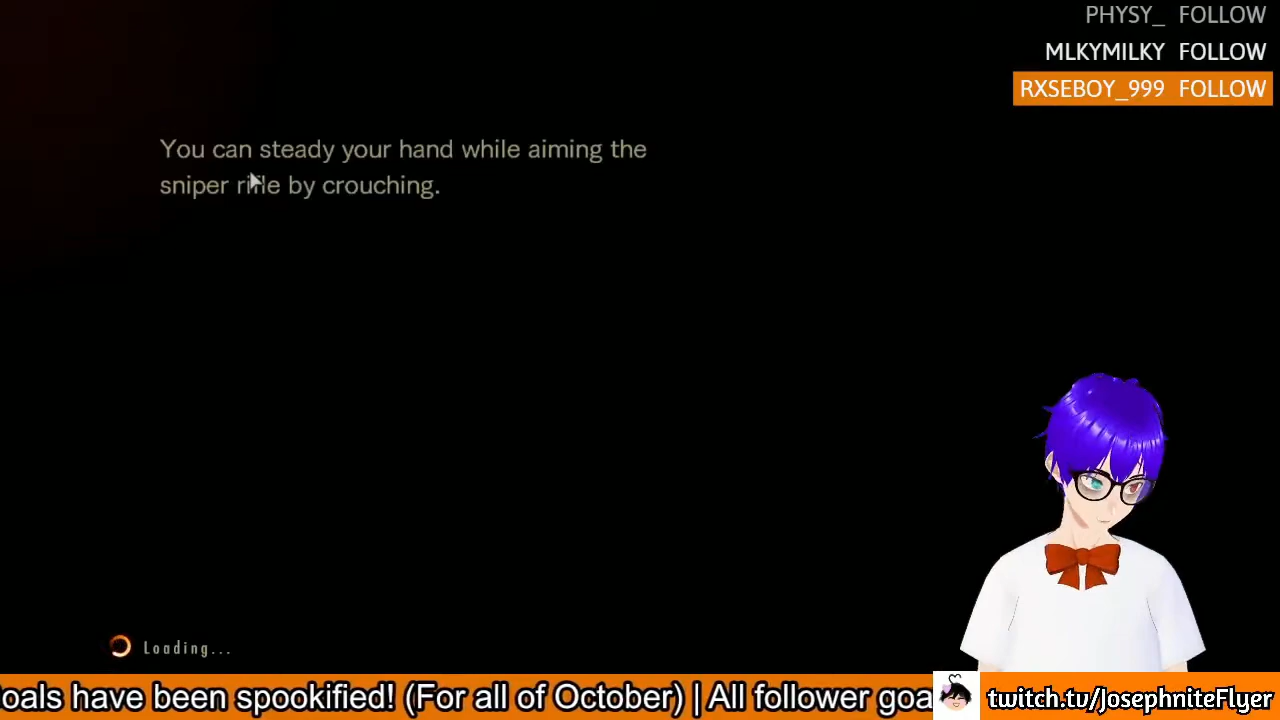 PHYSY_ FOLLOW
MLKYMILKY FOLLOW
RXSEBOY_999 FOLLOW
You can steady your hand while aiming the
sniper rifle by crouching.
Loading...
oals have been spookified! (For all of October) | All follower goa
twitch.tv/JosephniteFlyer